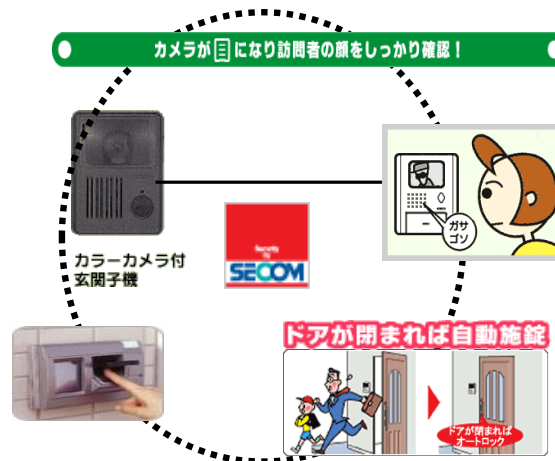 カメラが目になり訪問者の顔をしっかり確認！
ガサ
ゴソ
カラーカメラ付
玄関子機
Security
by
SECOM
ドアが閉まれば自動施錠
ドアが閉まれば
オートロック